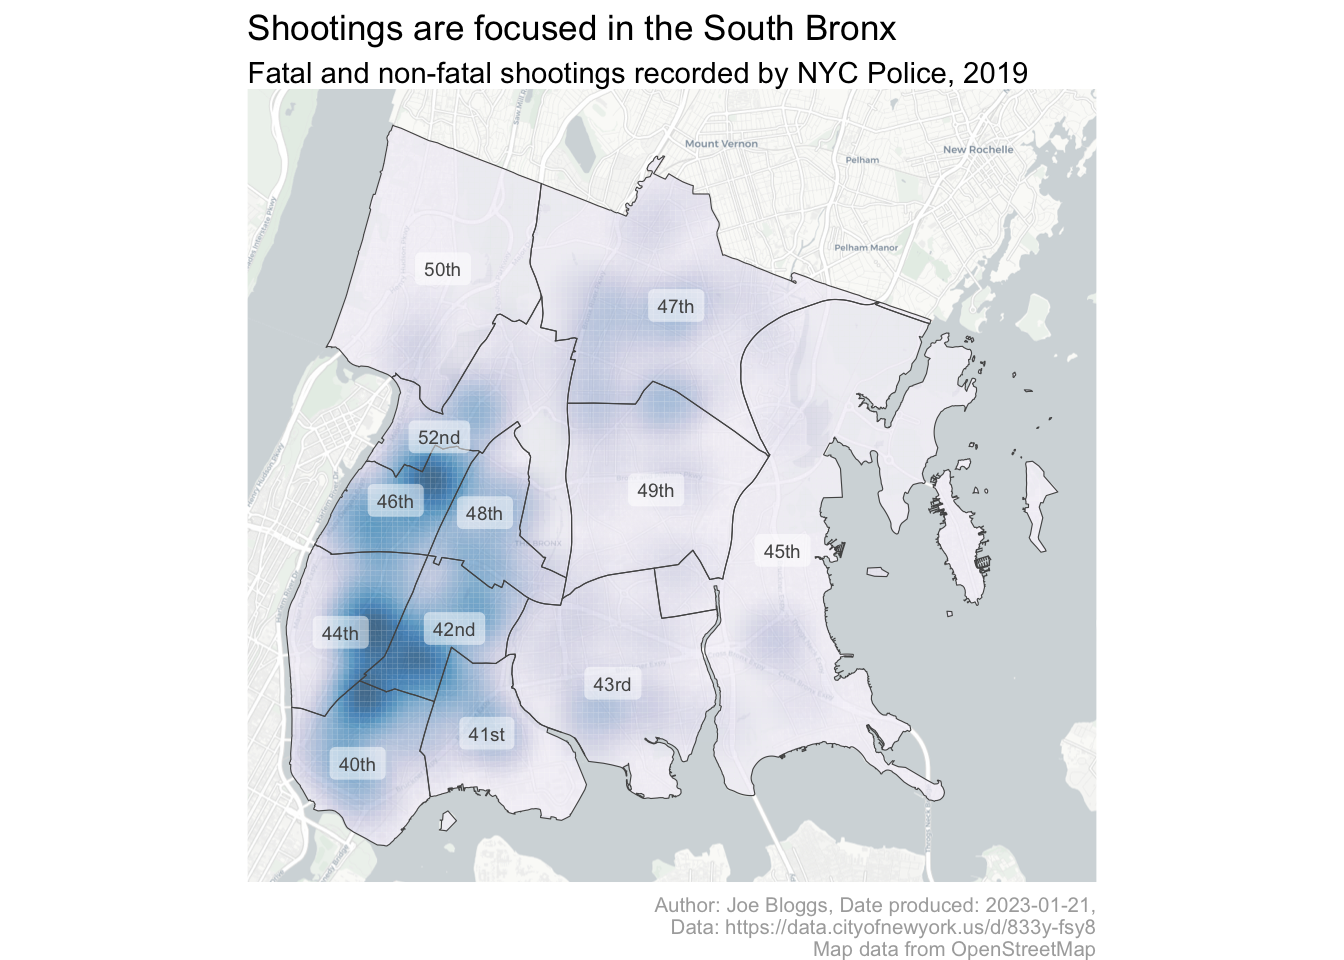 Shootings are focused in the South Bronx
Fatal and non-fatal shootings recorded by NYC Police, 2019
Mount Vernon
New Rochelle
Pelham
Pelham Manor
50th
47th
52nd
46th
48th
49th
45th
44th
42nd
43rd
41st
40th
Author: Joe Bloggs, Date produced: 2023-01-21,
Data: https://data.cityofnewyork.us/d/833y-fsy8
Map data from OpenStreetMap